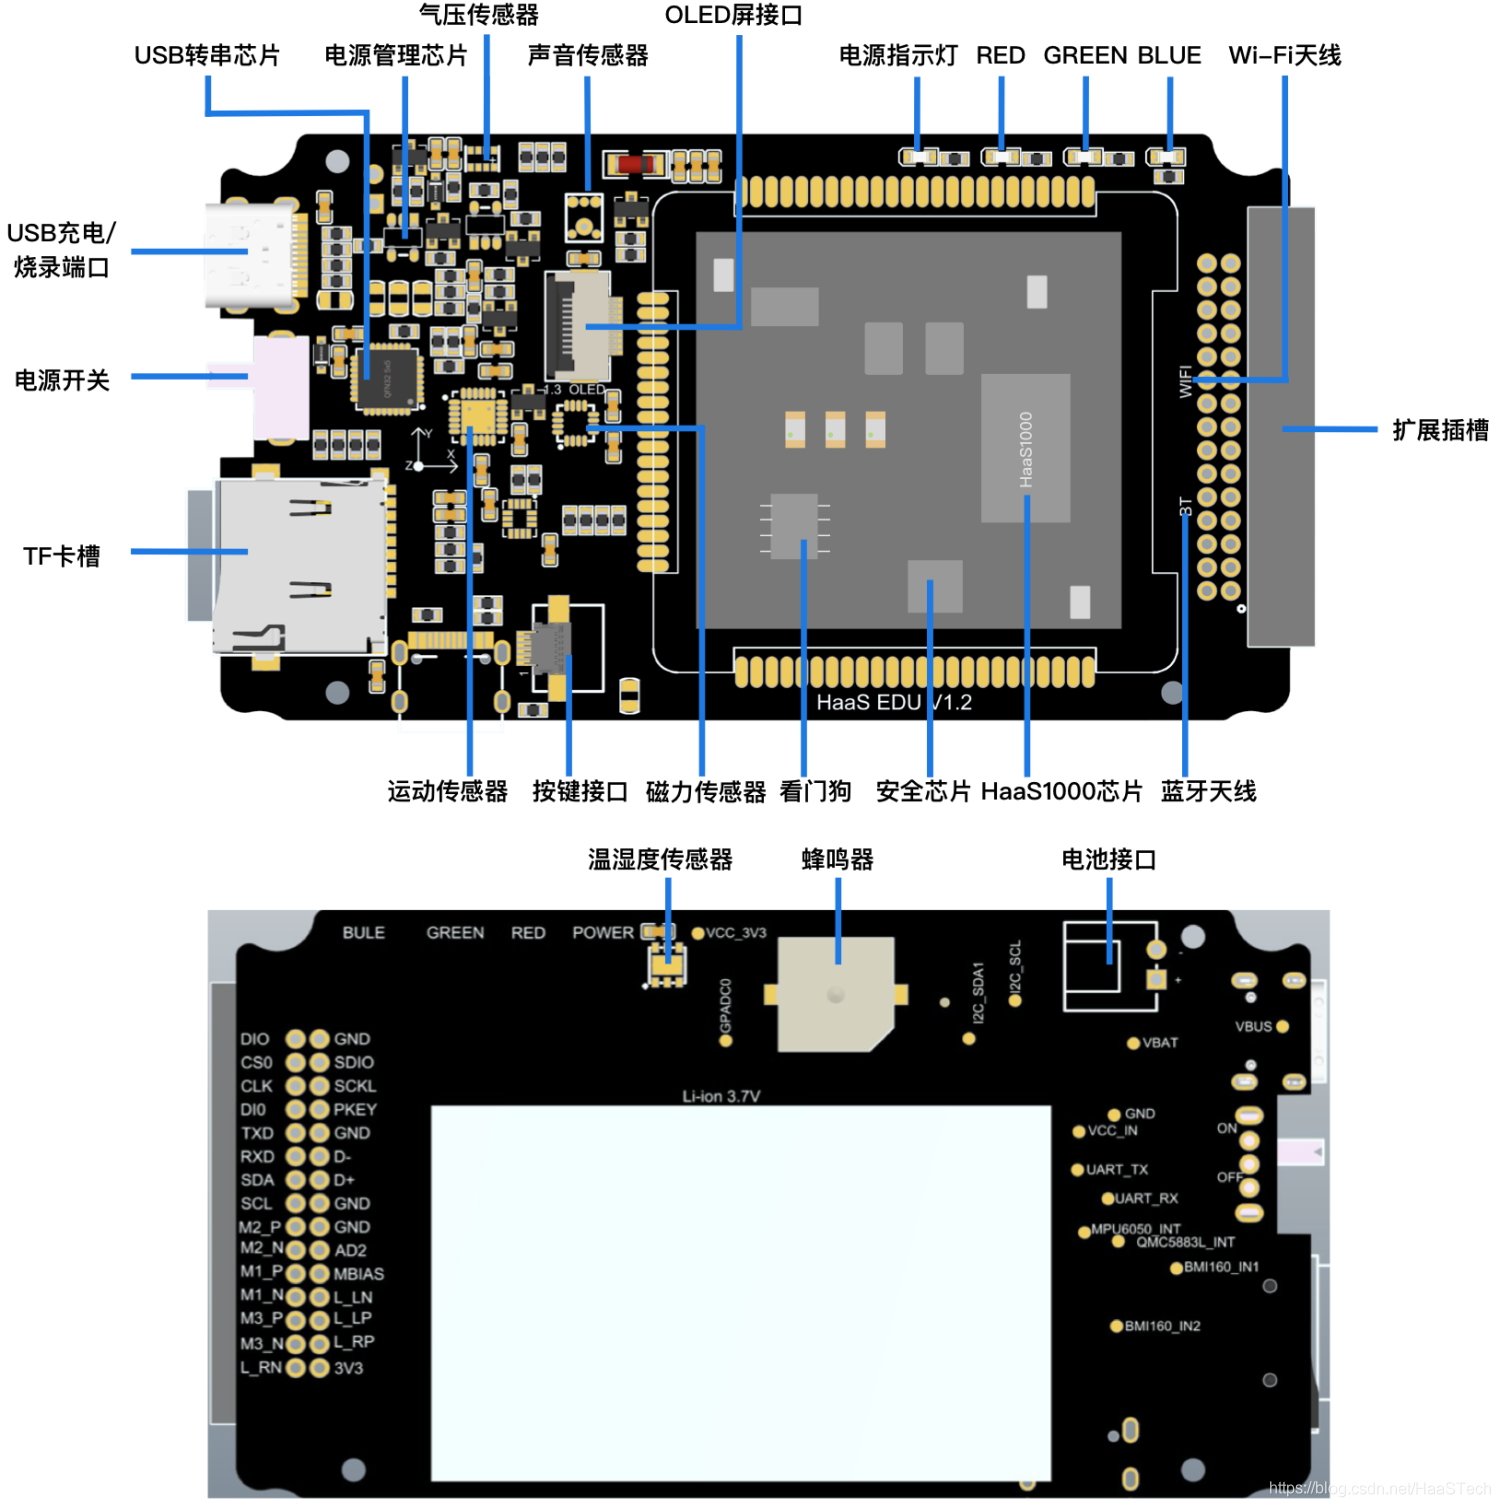 气压传感器
OLED屏接口
USB转串芯片
电源管理芯片
声音传感器
电源指示灯
RED
GREEN
BLUE
Wi-Fi天线
USB充电/
烧录端口
电源开关
TF卡槽
扩展插槽
QFN32 5x5
1.3 OLED
Y
X
Z
WIFI
BT
HaaS1000
1
HaaS EDU V1.2
运动传感器
按键接口
磁力传感器
看门狗
安全芯片
HaaS1000芯片
蓝牙天线
温湿度传感器
蜂鸣器
电池接口
BULE
GREEN
RED
POWER
VCC_3V3
GPADC0
I2C_SDA1
I2C_SCL
-
+
VBUS
VBAT
Li-ion 3.7V
DIO GND
CS0 SDIO
CLK SCKL
DI0 PKEY
TXD GND
RXD D-
SDA D+
SCL GND
M2_P GND
M2_N AD2
M1_P MBIAS
M1_N L_LN
M3_P L_LP
M3_N L_RP
L_RN 3V3
GND
VCC_IN
ON
UART_TX
OFF
UART_RX
MPU6050_INT
QMC5883L_INT
BMI160_IN1
BMI160_IN2
https://blog.csdn.net/HaaSTech